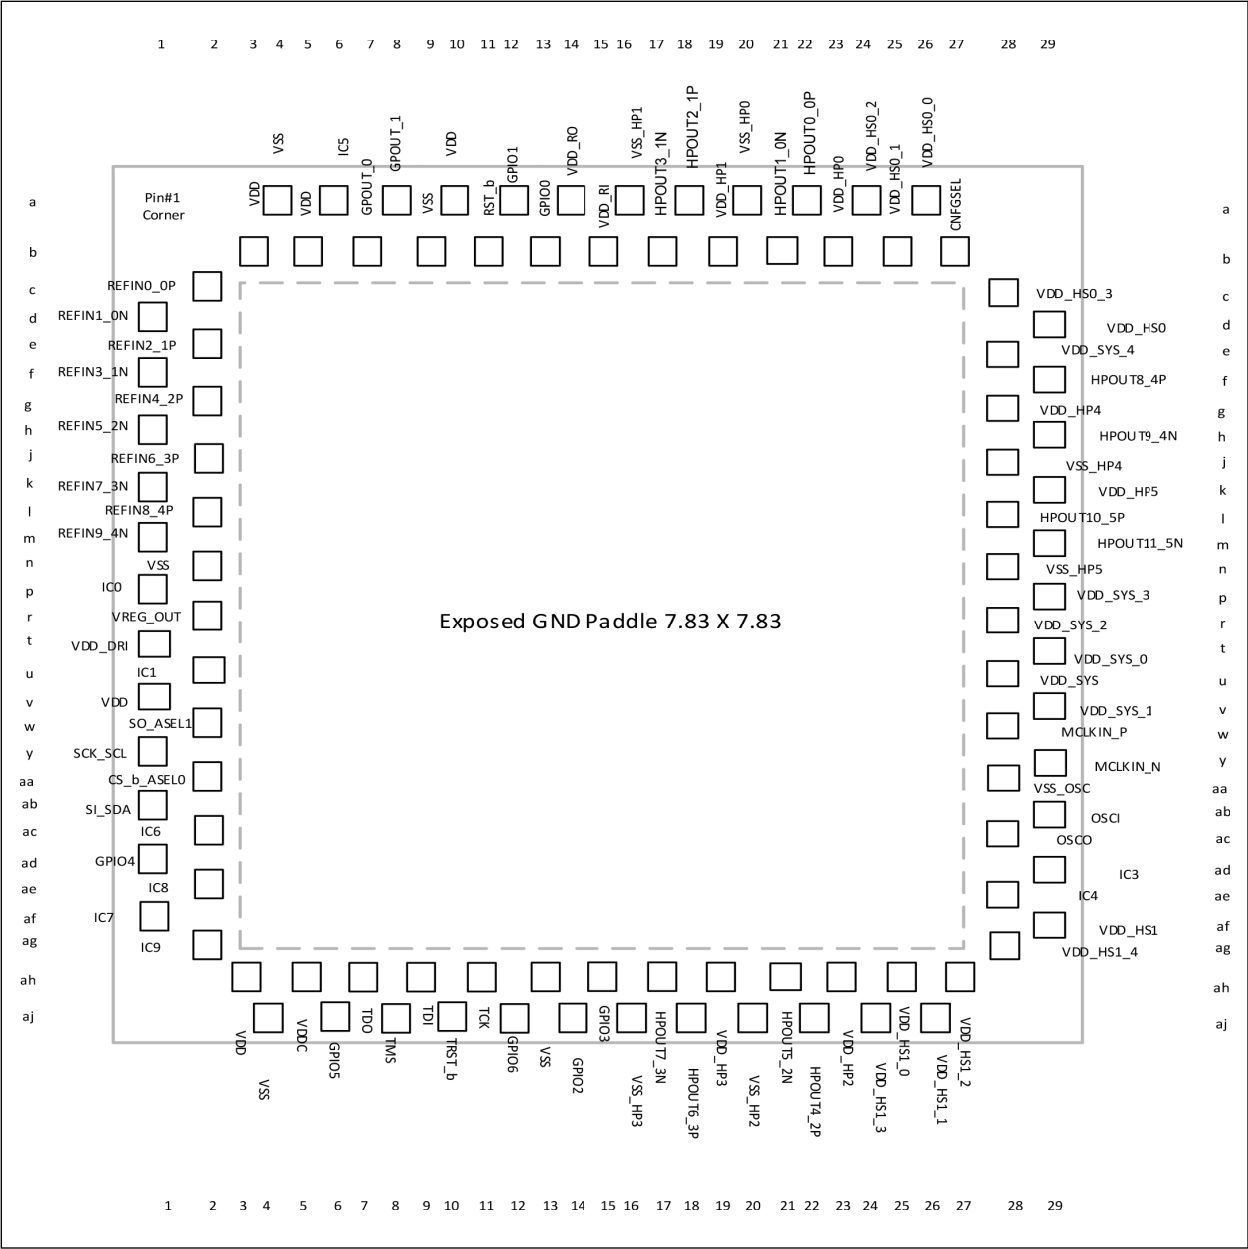 1 2 3 4 5 6 7 8 9 10 11 12 13 14 15 16 17 18 19 20 21 22 23 24 25 26 27 28 29
VSS IC5 GPOUT_1 VDD GPIO1 VDD_RO VSS_HP1 HPOUT2_1P VSS_HP0 HPOUT0_0P VDD_HS0_2 VDD_HS0_0
VDD VDD GPOUT_0 VSS RST_b GPIO0 VDD_RI HPOUT3_1N VDD_HP1 HPOUT1_0N VDD_HP0 VDD_HS0_1 CNFGSEL
Pin#1
Corner
a a
b b
c REFIN0_0P VDD_HS0_3 c
d REFIN1_0N VDD_HS0 d
e REFIN2_1P VDD_SYS_4 e
f REFIN3_1N HPOUT8_4P f
g REFIN4_2P VDD_HP4 g
h REFIN5_2N HPOUT9_4N h
j REFIN6_3P VSS_HP4 j
k REFIN7_3N VDD_HP5 k
l REFIN8_4P HPOUT10_5P l
m REFIN9_4N HPOUT11_5N m
n VSS VSS_HP5 n
p IC0 VDD_SYS_3 p
r VREG_OUT VDD_SYS_2 r
Exposed GND Paddle 7.83 X 7.83
t VDD_DRI VDD_SYS_0 t
u IC1 VDD_SYS u
v VDD VDD_SYS_1 v
w SO_ASEL1 MCLKIN_P w
y SCK_SCL MCLKIN_N y
aa CS_b_ASEL0 VSS_OSC aa
ab SI_SDA OSCI ab
ac IC6 OSCO ac
ad GPIO4 IC3 ad
ae IC8 IC4 ae
af IC7 VDD_HS1 af
ag IC9 VDD_HS1_4 ag
ah ah
aj aj
VDD VDDC TDO TDI TCK VSS GPIO3 HPOUT7_3N VDD_HP3 HPOUT5_2N VDD_HP2 VDD_HS1_0 VDD_HS1_2
VSS GPIO5 TMS TRST_b GPIO6 GPIO2 VSS_HP3 HPOUT6_3P VSS_HP2 HPOUT4_2P VDD_HS1_3 VDD_HS1_1
1 2 3 4 5 6 7 8 9 10 11 12 13 14 15 16 17 18 19 20 21 22 23 24 25 26 27 28 29